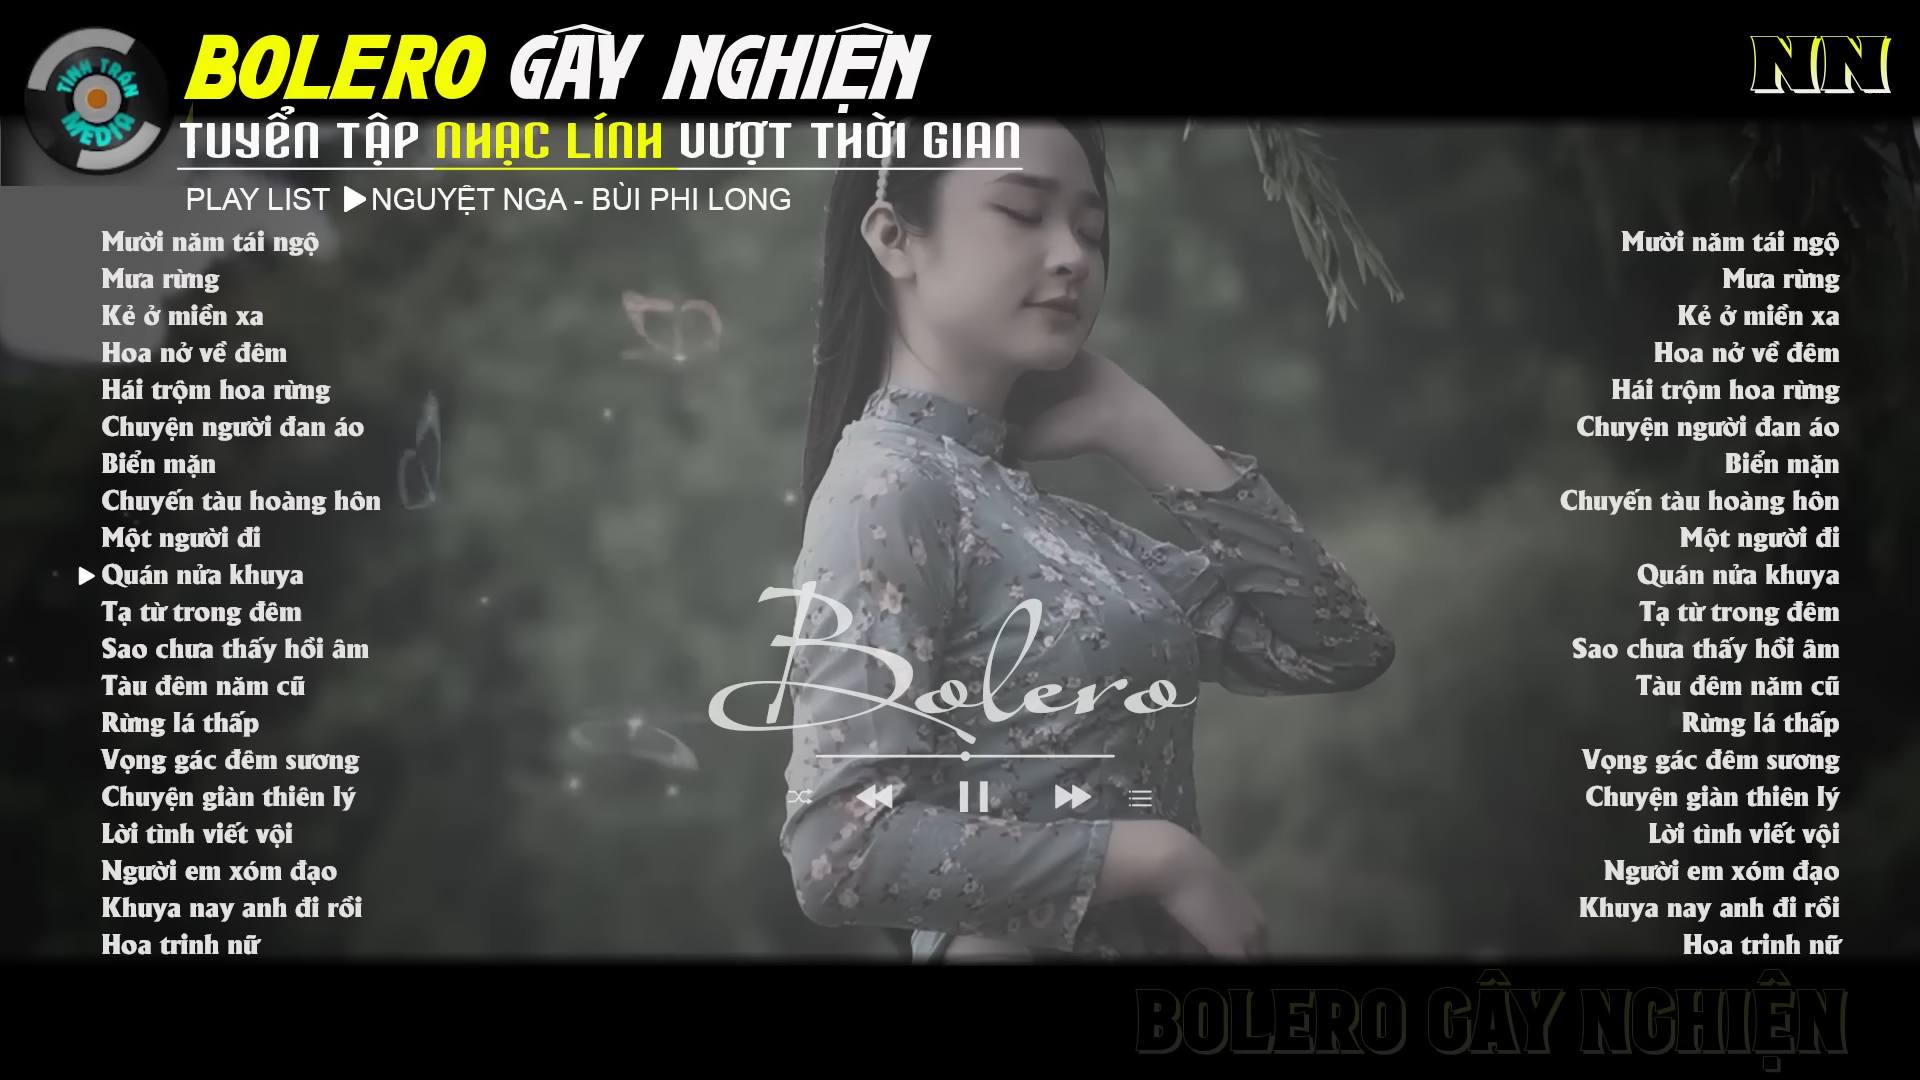 TÌNH TRẦN
MEDIA
BOLERO GÂY NGHIỆN
NN
TUYỂN TẬP NHẠC LÍNH VƯỢT THỜI GIAN
PLAY LIST ▶NGUYỆT NGA - BÙI PHI LONG
Mười năm tái ngộ
Mưa rừng
Kẻ ở miền xa
Hoa nở về đêm
Hái trộm hoa rừng
Chuyện người đan áo
Biển mặn
Chuyến tàu hoàng hôn
Một người đi
Quán nửa khuya
Tạ từ trong đêm
Sao chưa thấy hồi âm
Tàu đêm năm cũ
Rừng lá thấp
Vọng gác đêm sương
Chuyện giàn thiên lý
Lời tình viết vội
Người em xóm đạo
Khuya nay anh đi rồi
Hoa trinh nữ
Bolero
Mười năm tái ngộ
Mưa rừng
Kẻ ở miền xa
Hoa nở về đêm
Hái trộm hoa rừng
Chuyện người đan áo
Biển mặn
Chuyến tàu hoàng hôn
Một người đi
Quán nửa khuya
Tạ từ trong đêm
Sao chưa thấy hồi âm
Tàu đêm năm cũ
Rừng lá thấp
Vọng gác đêm sương
Chuyện giàn thiên lý
Lời tình viết vội
Người em xóm đạo
Khuya nay anh đi rồi
Hoa trinh nữ
BOLERO GÂY NGHIỆN